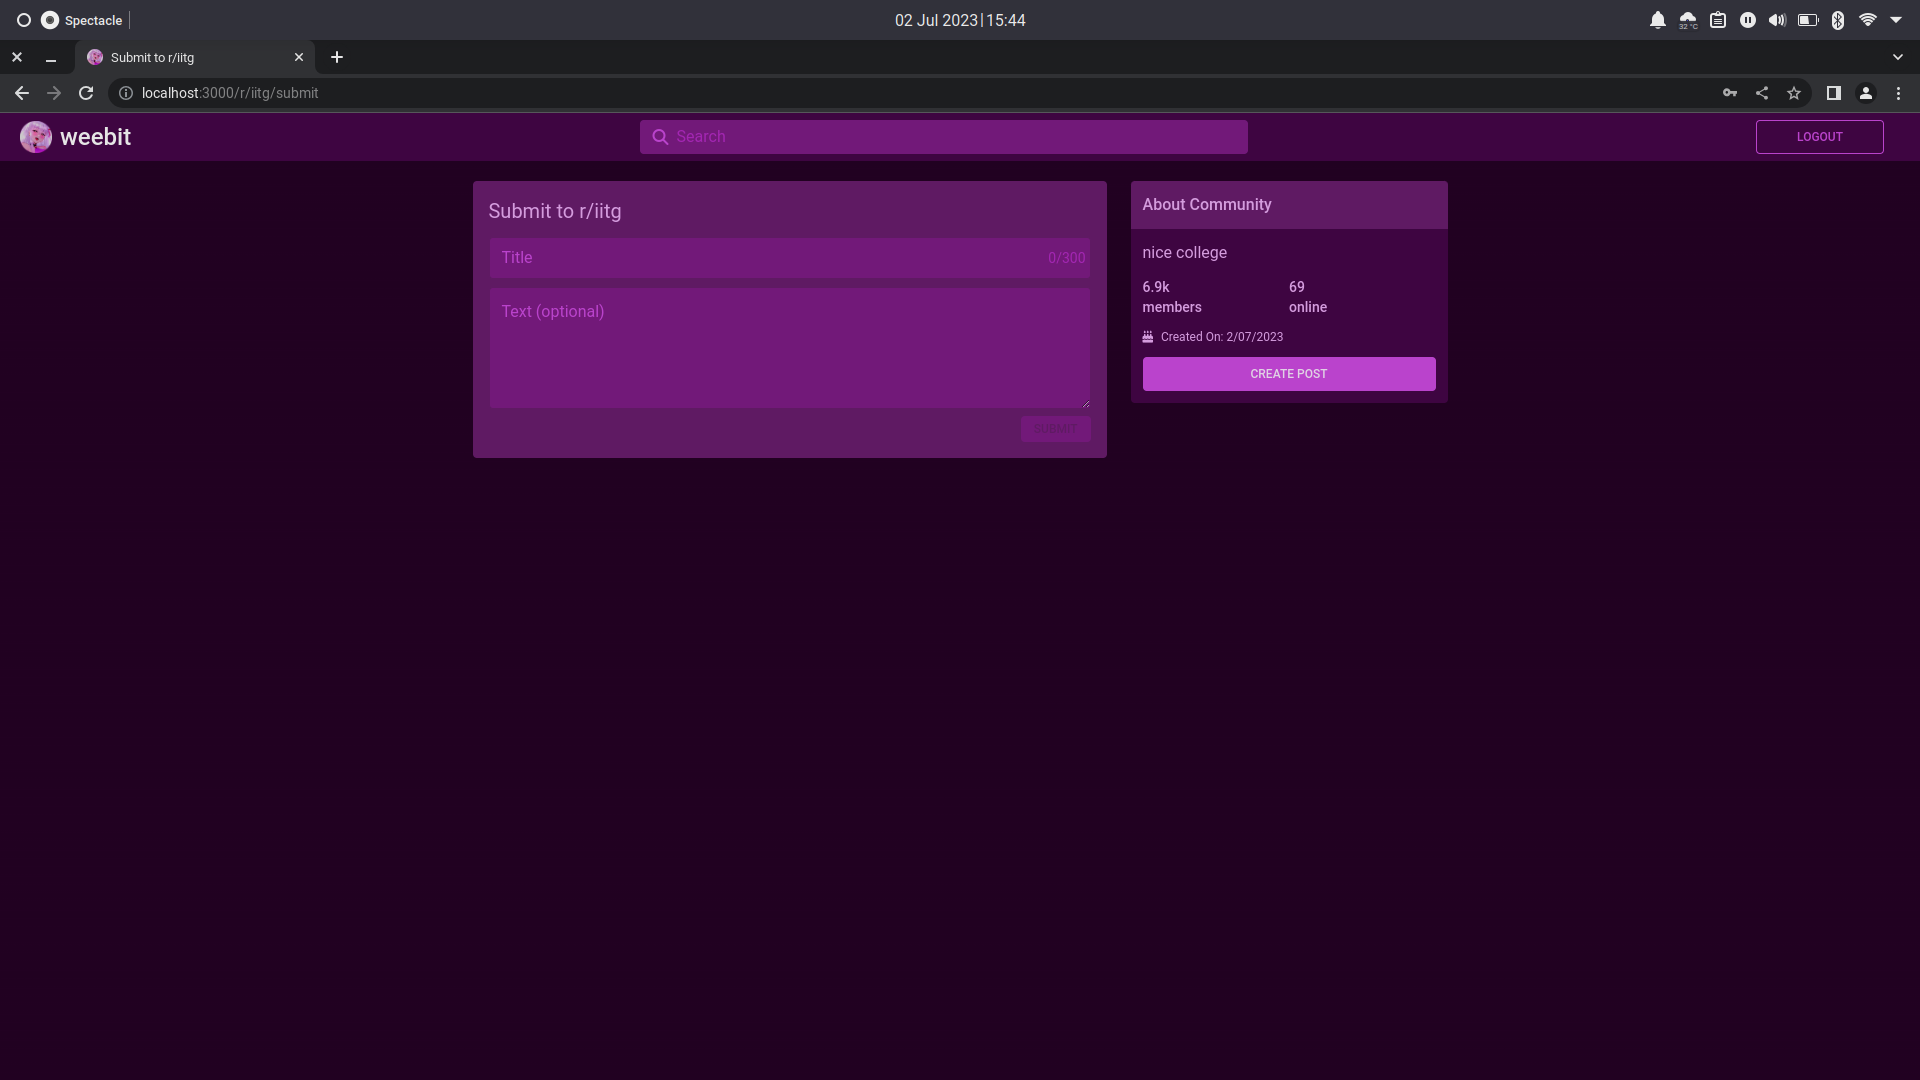 Spectacle
02 Jul 2023|15:44
32 °C
Submit to r/iitg
localhost:3000/r/iitg/submit
weebit
Search
LOGOUT
Submit to r/iitg
Title
0/300
Text (optional)
SUBMIT
About Community
nice college
6.9k
members
69
online
Created On: 2/07/2023
CREATE POST